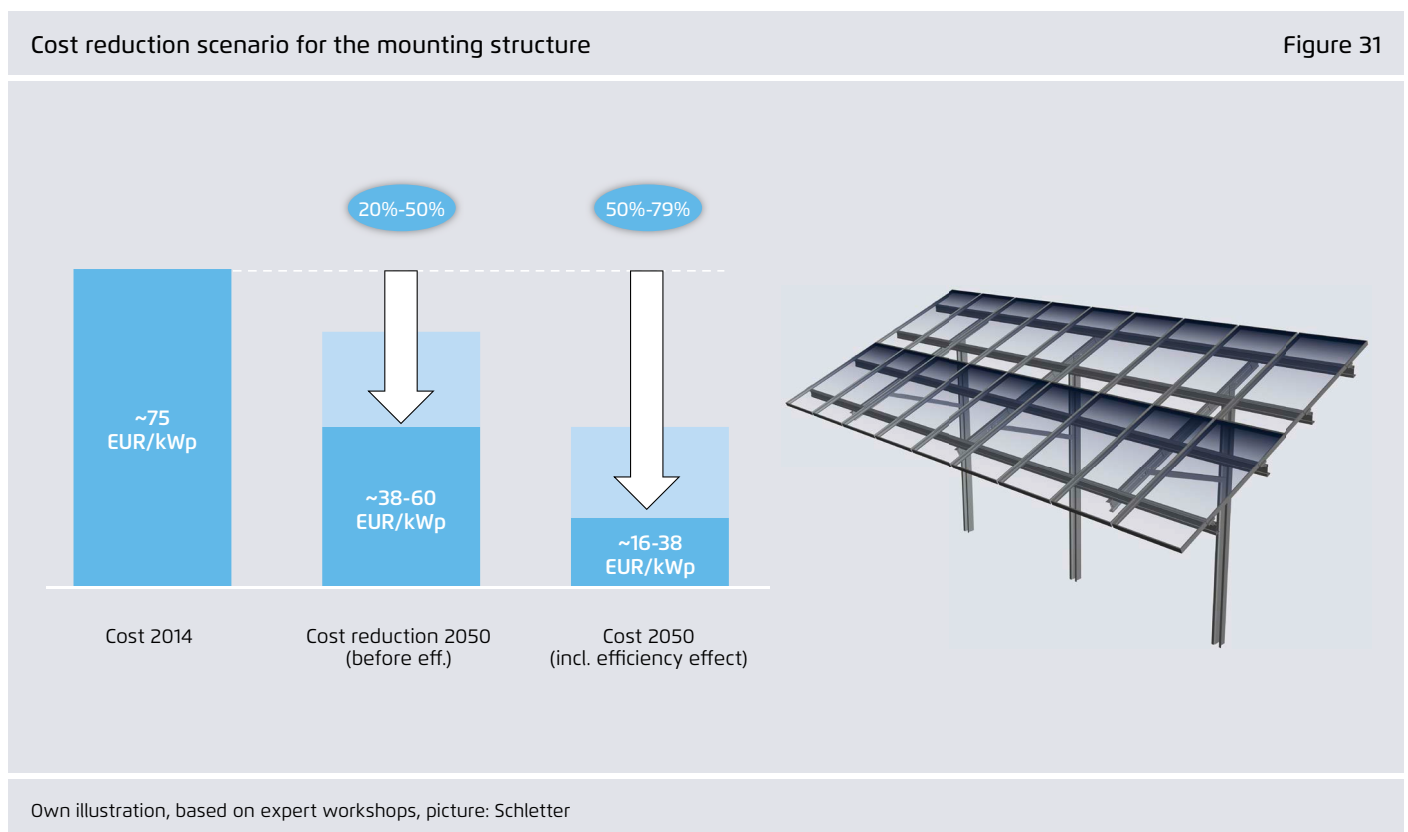 Cost reduction scenario for the mounting structure
Figure 31
20%-50%
50%-79%
~75
EUR/kWp
~38-60
EUR/kWp
~16-38
EUR/kWp
Cost 2014
Cost reduction 2050
(before eff.)
Cost 2050
(incl. efficiency effect)
Own illustration, based on expert workshops, picture: Schletter